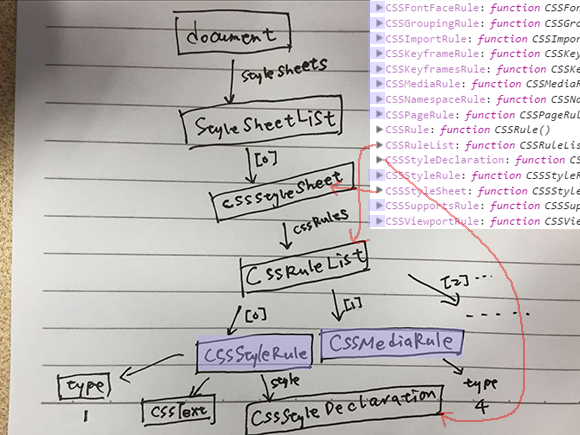 document
StyleSheets
StyleSheetList
[0]
CSSStyleSheet
cssRules
CSSRuleList
[0]
[1]
[2] ...
- - - - -
CSSStyleRule
CSSMediaRule
type
1
cssText
style
CSSStyleDeclaration
type
4
CSSFontFaceRule: function CSSFon
CSSGroupingRule: function CSSGro
CSSImportRule: function CSSImpor
CSSKeyframeRule: function CSSKey
CSSKeyframesRule: function CSSKe
CSSMediaRule: function CSSMediaR
CSSNamespaceRule: function CSSNa
CSSPageRule: function CSSPageRul
CSSRule: function CSSRule()
CSSRuleList: function CSSRuleLis
CSSStyleDeclaration: function CS
CSSStyleRule: function CSSStyleR
CSSStyleSheet: function CSSStyle
CSSSupportsRule: function CSSSup
CSSViewportRule: function CSSVie